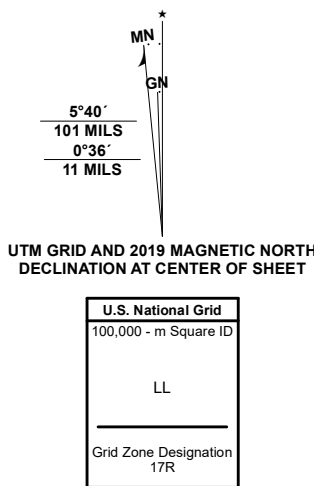 MN
GN
5°40´
101 MILS
0°36´
11 MILS
UTM GRID AND 2019 MAGNETIC NORTH
DECLINATION AT CENTER OF SHEET
U.S. National Grid
100,000 - m Square ID
LL
Grid Zone Designation
17R